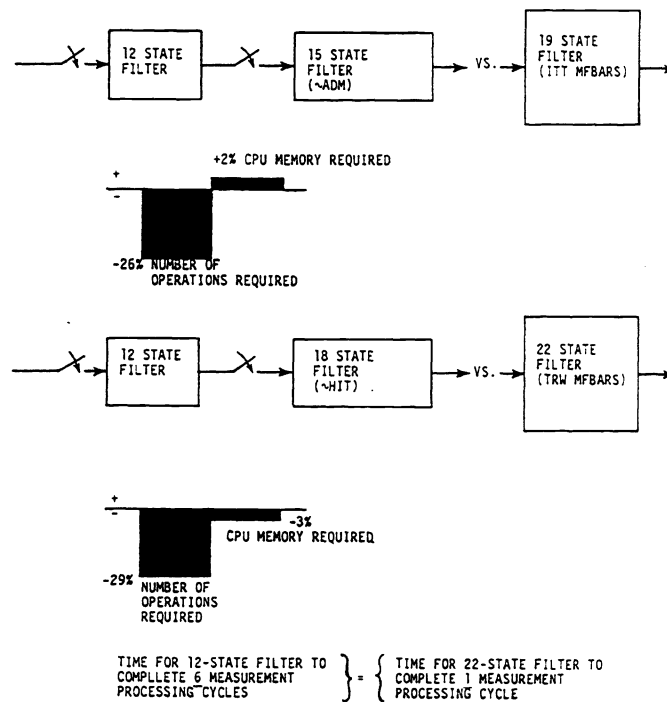 12 STATE
FILTER
15 STATE
FILTER
(~ADM)
VS.
19 STATE
FILTER
(ITT MFBARS)
+2% CPU MEMORY REQUIRED
+
-
-26% NUMBER OF
OPERATIONS REQUIRED
12 STATE
FILTER
18 STATE
FILTER
(~HIT)
VS.
22 STATE
FILTER
(TRW MFBARS)
+
-
-3%
CPU MEMORY REQUIRED
-29%
NUMBER OF
OPERATIONS
REQUIRED
TIME FOR 12-STATE FILTER TO
COMPLLETE 6 MEASUREMENT
PROCESSING CYCLES
=
TIME FOR 22-STATE FILTER TO
COMPLETE 1 MEASUREMENT
PROCESSING CYCLE